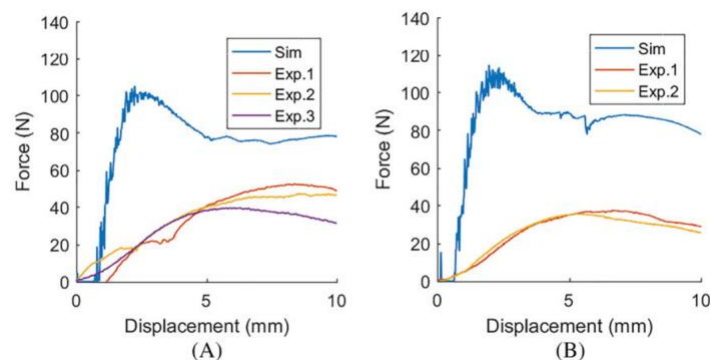 140
120
100
80
60
40
20
0
Force (N)
Sim
Exp.1
Exp.2
Exp.3
0 5 10
Displacement (mm)
(A)
140
120
100
80
60
40
20
0
Force (N)
Sim
Exp.1
Exp.2
0 5 10
Displacement (mm)
(B)